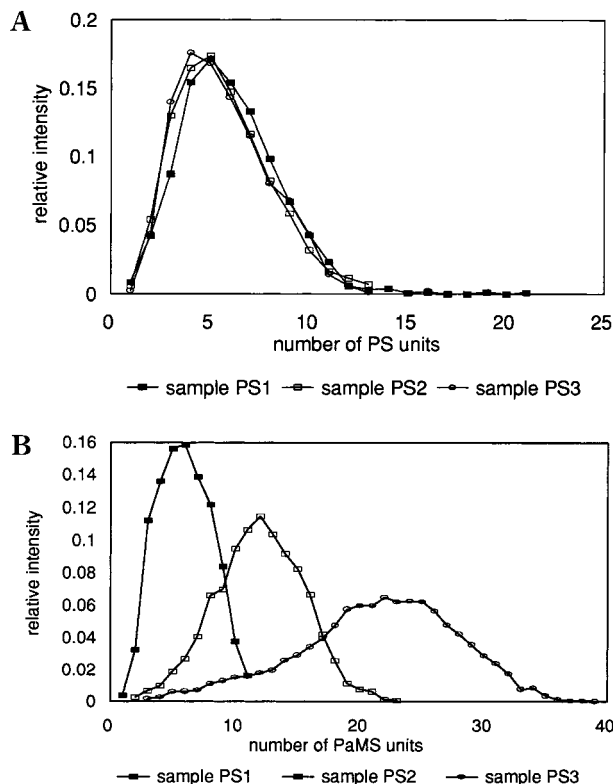 A
0.2
0.15
0.1
0.05
0
relative intensity
0 5 10 15 20 25
number of PS units
sample PS1 sample PS2 sample PS3
B
0.16
0.14
0.12
0.10
0.08
0.06
0.04
0.02
0
relative intensity
0 10 20 30 40
number of PaMS units
sample PS1 sample PS2 sample PS3